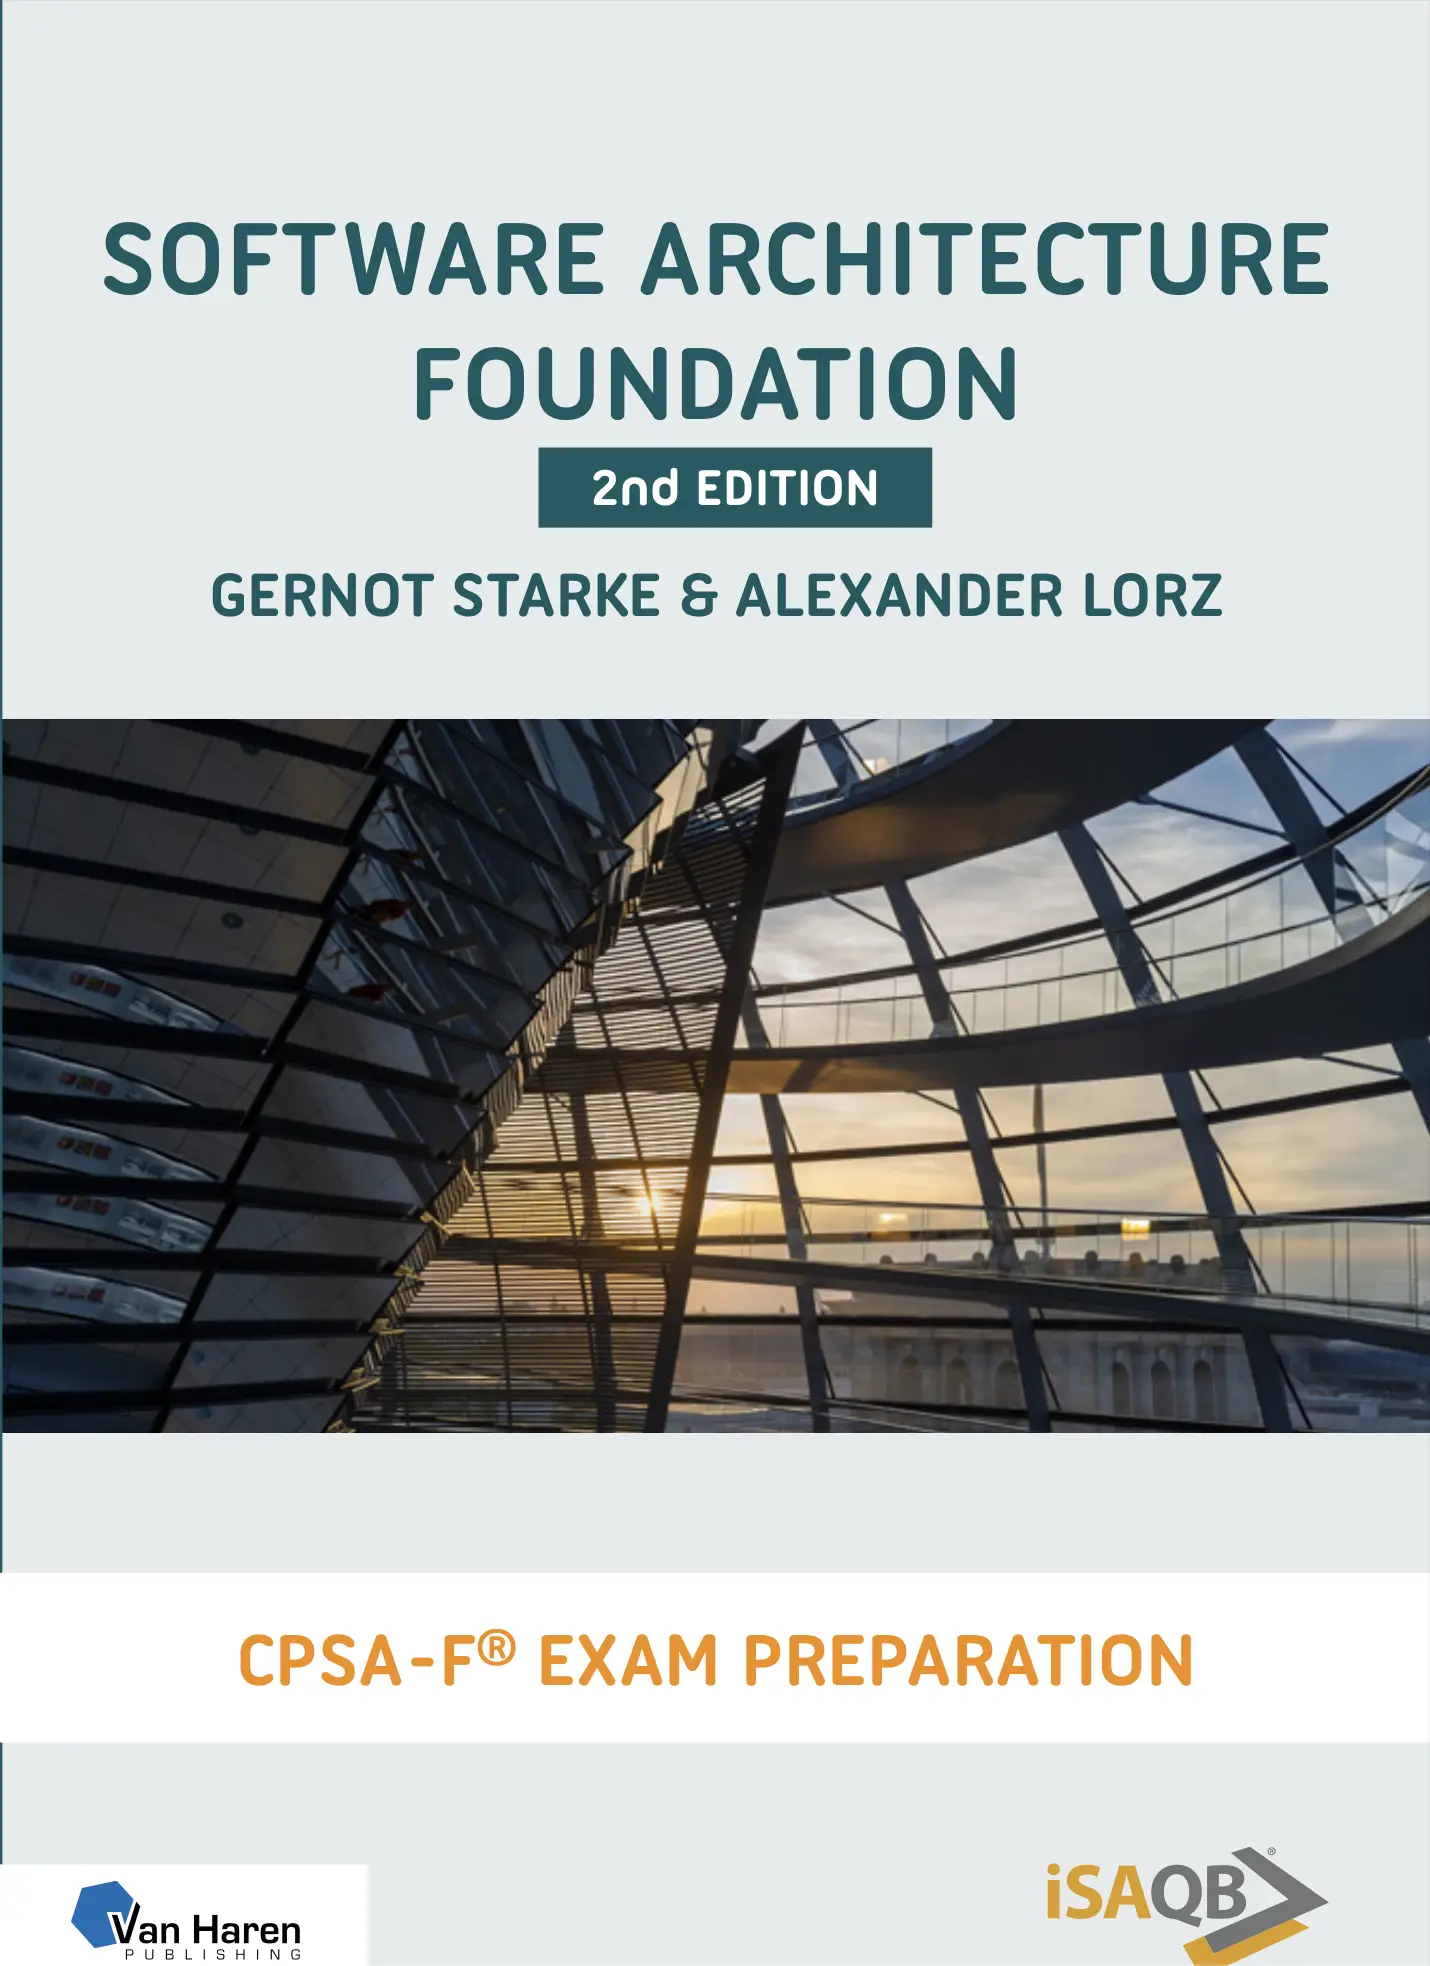 SOFTWARE ARCHITECTURE
FOUNDATION
2nd EDITION
GERNOT STARKE & ALEXANDER LORZ
CPSA-F® EXAM PREPARATION
iSAQB®
Van Haren
PUBLISHING